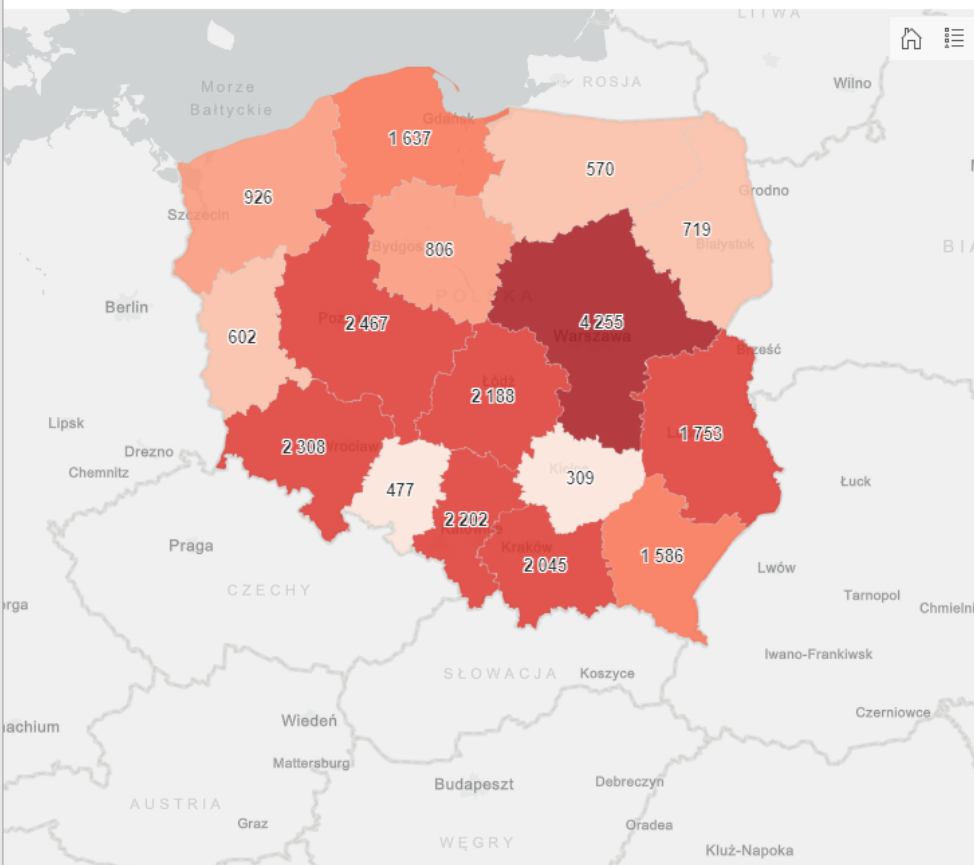 LITWA
Morze
Bałtyckie
ROSJA
Wilno
Gdańsk
1 637
570
Grodno
926
Szczecin
719
Białystok
806
POLSKA
Berlin
602
2 467
4 255
Warszawa
Brześć
Łódź
2 188
Lipsk
2 308
Wrocław
1 753
Drezno
Chemnitz
477
309
Łuck
2 202
Praga
Kraków
2 045
1 586
Lwów
CZECHY
Tarnopol
SŁOWACJA
Koszyce
Iwano-Frankiwsk
Czerniowce
Wiedeń
Mattersburg
Budapeszt
Debreczyn
AUSTRIA
Graz
Oradea
WĘGRY
Kluż-Napoka